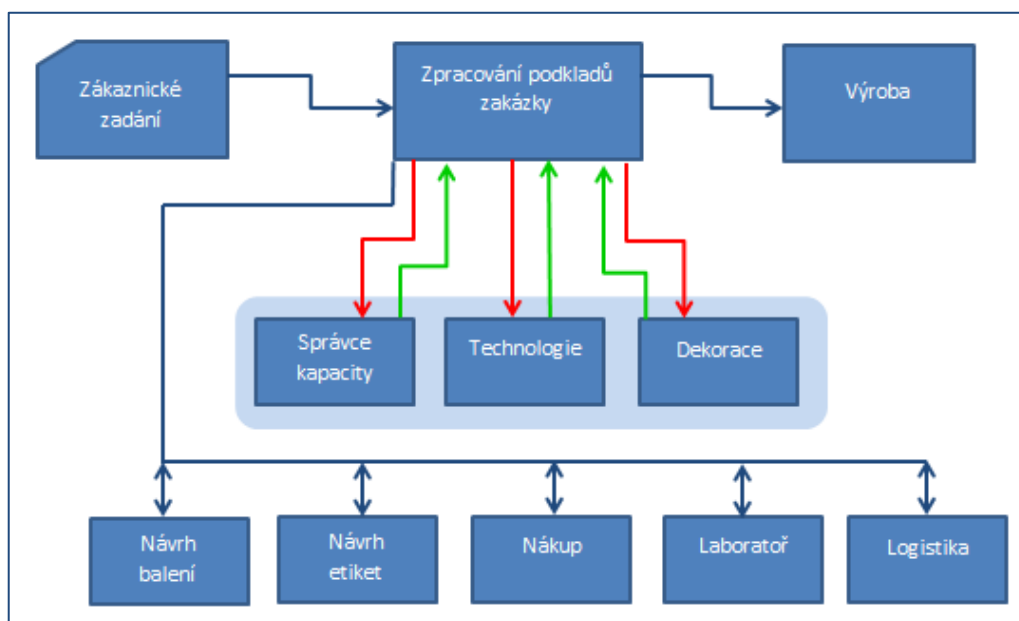 Zákaznické
zadání
Zpracování podkladů
zakázky
Výroba
Správce
kapacity
Technologie
Dekorace
Návrh
balení
Návrh
etiket
Nákup
Laboratoř
Logistika